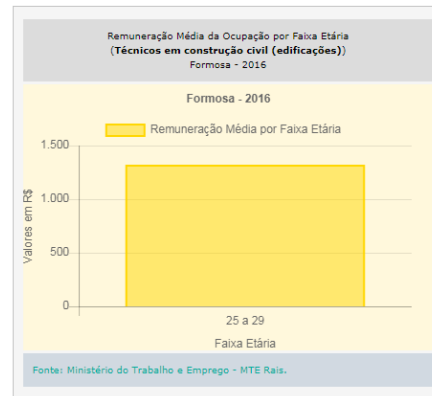 Remuneração Média da Ocupação por Faixa Etária
(Técnicos em construção civil (edificações))
Formosa - 2016
Formosa - 2016
Remuneração Média por Faixa Etária
1.500
1.000
500
0
Valores em R$
25 a 29
Faixa Etária
Fonte: Ministério do Trabalho e Emprego - MTE Rais.